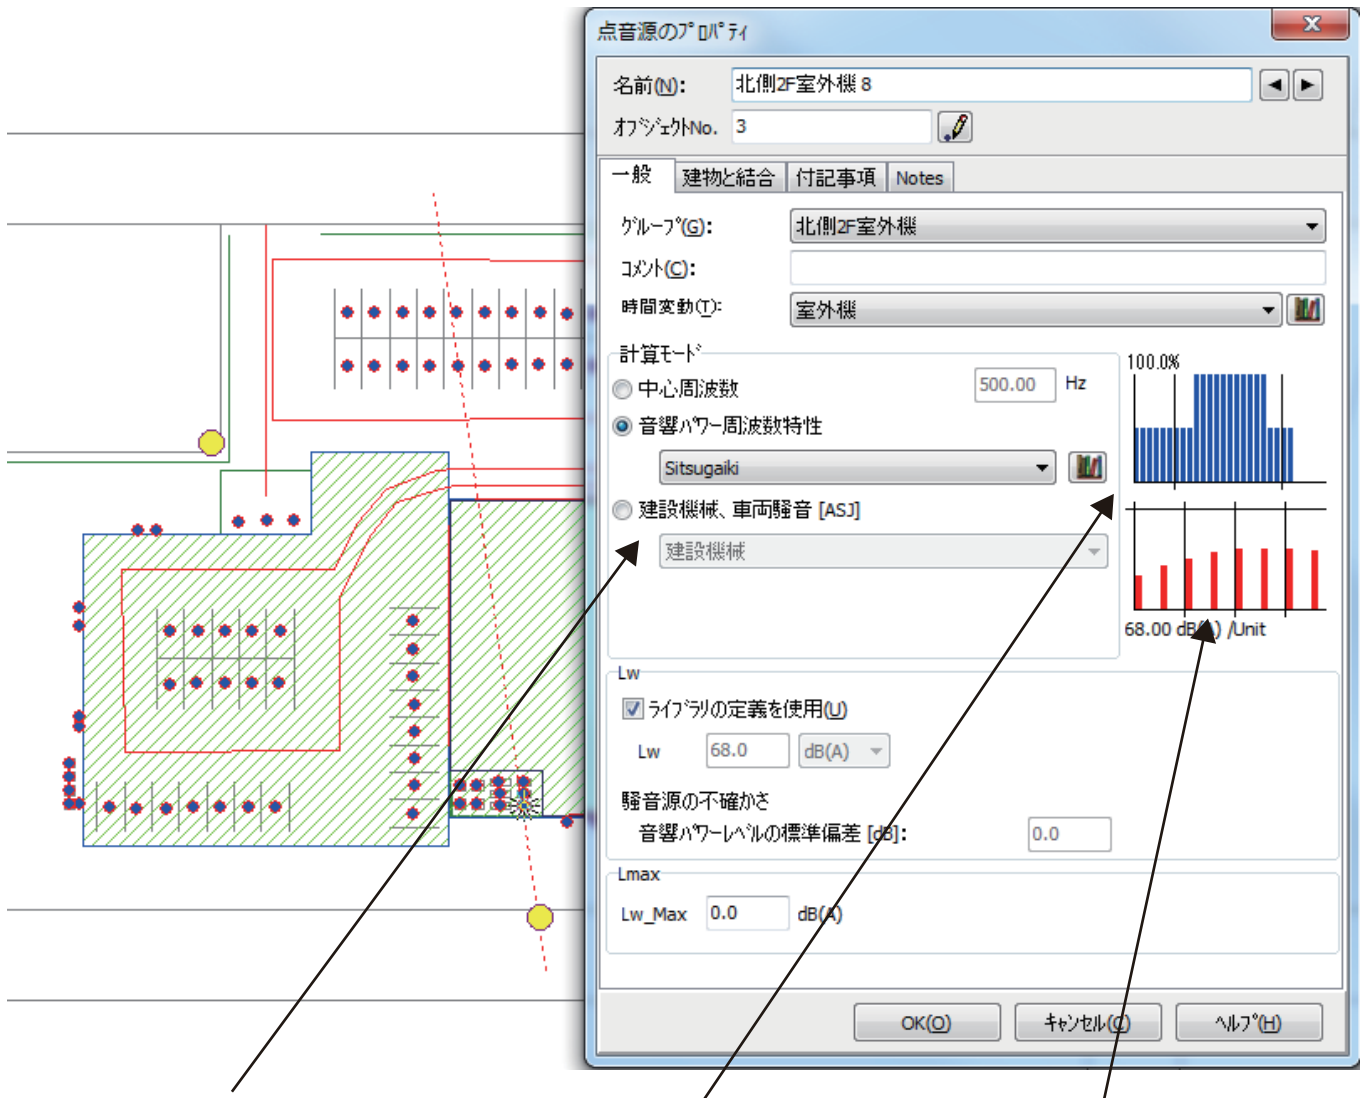 点音源のﾌﾟﾛﾊﾟﾃｨ
名前(N): 北側2F室外機 8
ｵﾌﾞｼﾞｪｸﾄNo. 3
一般 建物と結合 付記事項 Notes
ｸﾞﾙｰﾌﾟ(G): 北側2F室外機
ｺﾒﾝﾄ(C):
時間変動(T): 室外機
計算ﾓｰﾄﾞ
中心周波数 500.00 Hz
音響ﾊﾟﾜｰ周波数特性
Sitsugaiki
建設機械、車両騒音 [ASJ]
建設機械
100.0%
68.00 dB(A) /Unit
Lw
ﾗｲﾌﾞﾗﾘの定義を使用(U)
Lw 68.0 dB(A)
騒音源の不確かさ
音響ﾊﾟﾜｰﾚﾍﾞﾙの標準偏差 [dB]: 0.0
Lmax
Lw_Max 0.0 dB(A)
OK(O) ｷｬﾝｾﾙ(C) ﾍﾙﾌﾟ(H)